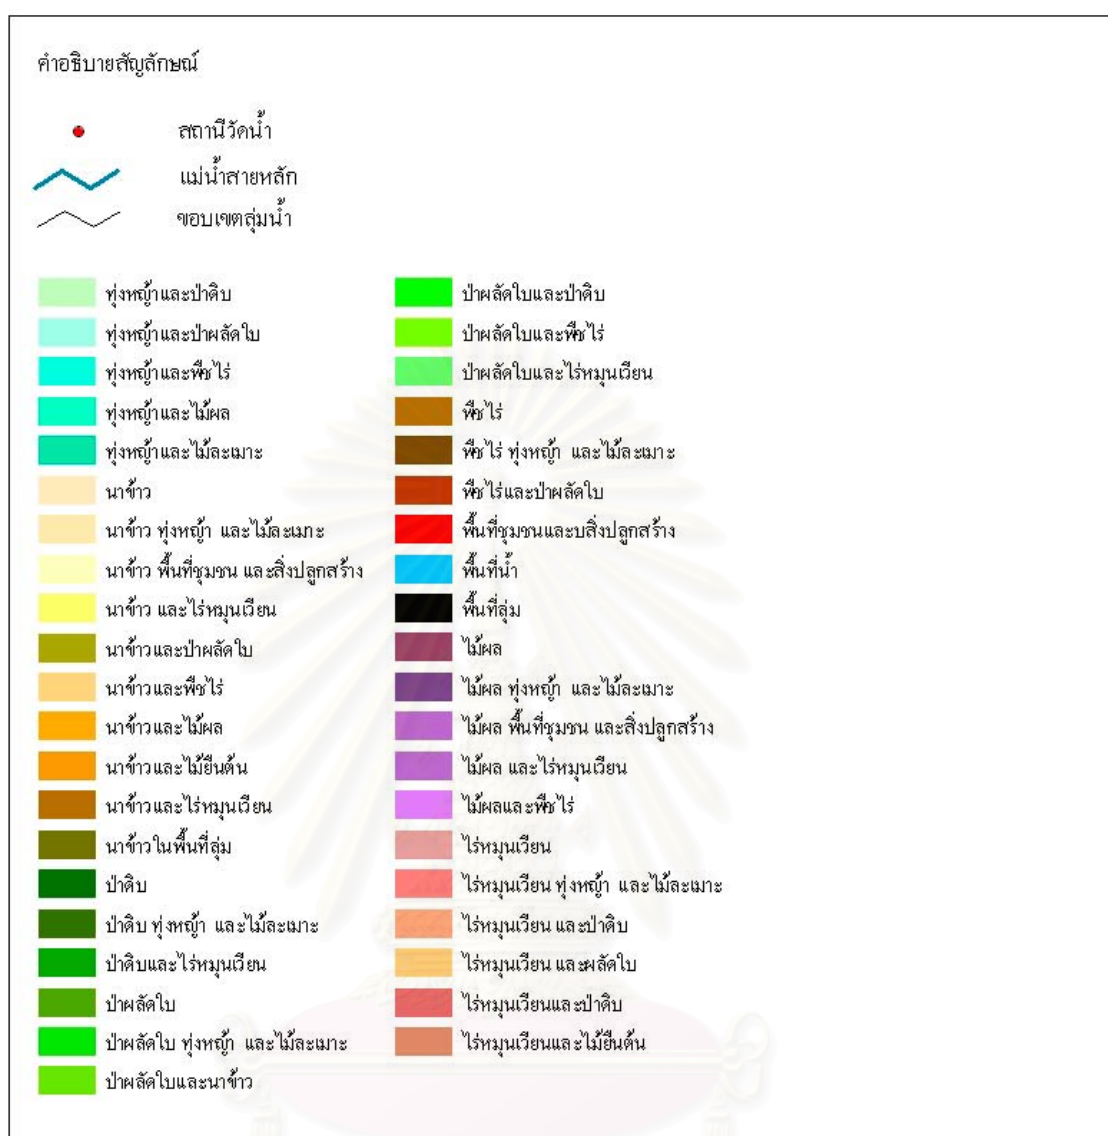 คำอธิบายสัญลักษณ์
สถานีวัดน้ำ
แม่น้ำสายหลัก
ขอบเขตลุ่มน้ำ
ทุ่งหญ้าและป่าดิบ
ทุ่งหญ้าและป่าผลัดใบ
ทุ่งหญ้าและพืชไร่
ทุ่งหญ้าและไม้ผล
ทุ่งหญ้าและไม้ละเมาะ
นาข้าว
นาข้าว ทุ่งหญ้า และไม้ละเมาะ
นาข้าว พื้นที่ชุมชน และสิ่งปลูกสร้าง
นาข้าว และไร่หมุนเวียน
นาข้าวและป่าผลัดใบ
นาข้าวและพืชไร่
นาข้าวและไม้ผล
นาข้าวและไม้ยืนต้น
นาข้าวและไร่หมุนเวียน
นาข้าวในพื้นที่ลุ่ม
ป่าดิบ
ป่าดิบ ทุ่งหญ้า และไม้ละเมาะ
ป่าดิบและไร่หมุนเวียน
ป่าผลัดใบ
ป่าผลัดใบ ทุ่งหญ้า และไม้ละเมาะ
ป่าผลัดใบและนาข้าว
ป่าผลัดใบและป่าดิบ
ป่าผลัดใบและพืชไร่
ป่าผลัดใบและไร่หมุนเวียน
พืชไร่
พืชไร่ ทุ่งหญ้า และไม้ละเมาะ
พืชไร่และป่าผลัดใบ
พื้นที่ชุมชนและบสิ่งปลูกสร้าง
พื้นที่น้ำ
พื้นที่ลุ่ม
ไม้ผล
ไม้ผล ทุ่งหญ้า และไม้ละเมาะ
ไม้ผล พื้นที่ชุมชน และสิ่งปลูกสร้าง
ไม้ผล และไร่หมุนเวียน
ไม้ผลและพืชไร่
ไร่หมุนเวียน
ไร่หมุนเวียน ทุ่งหญ้า และไม้ละเมาะ
ไร่หมุนเวียน และป่าดิบ
ไร่หมุนเวียน และผลัดใบ
ไร่หมุนเวียนและป่าดิบ
ไร่หมุนเวียนและไม้ยืนต้น